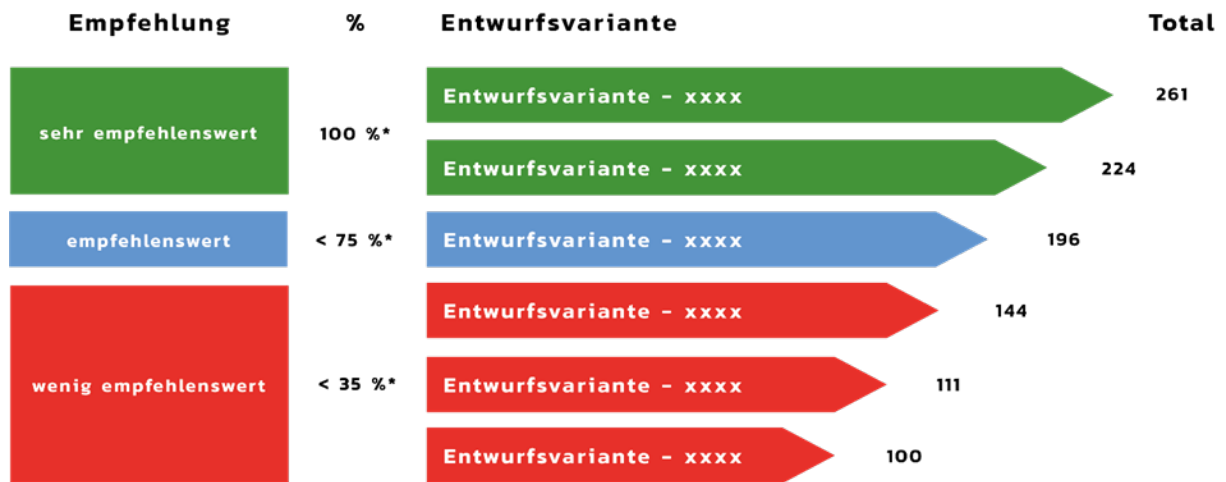 Empfehlung % Entwurfsvariante Total
Entwurfsvariante - xxxx 261
sehr empfehlenswert 100 %*
Entwurfsvariante - xxxx 224
empfehlenswert < 75 %* Entwurfsvariante - xxxx 196
Entwurfsvariante - xxxx 144
wenig empfehlenswert < 35 %* Entwurfsvariante - xxxx 111
Entwurfsvariante - xxxx 100